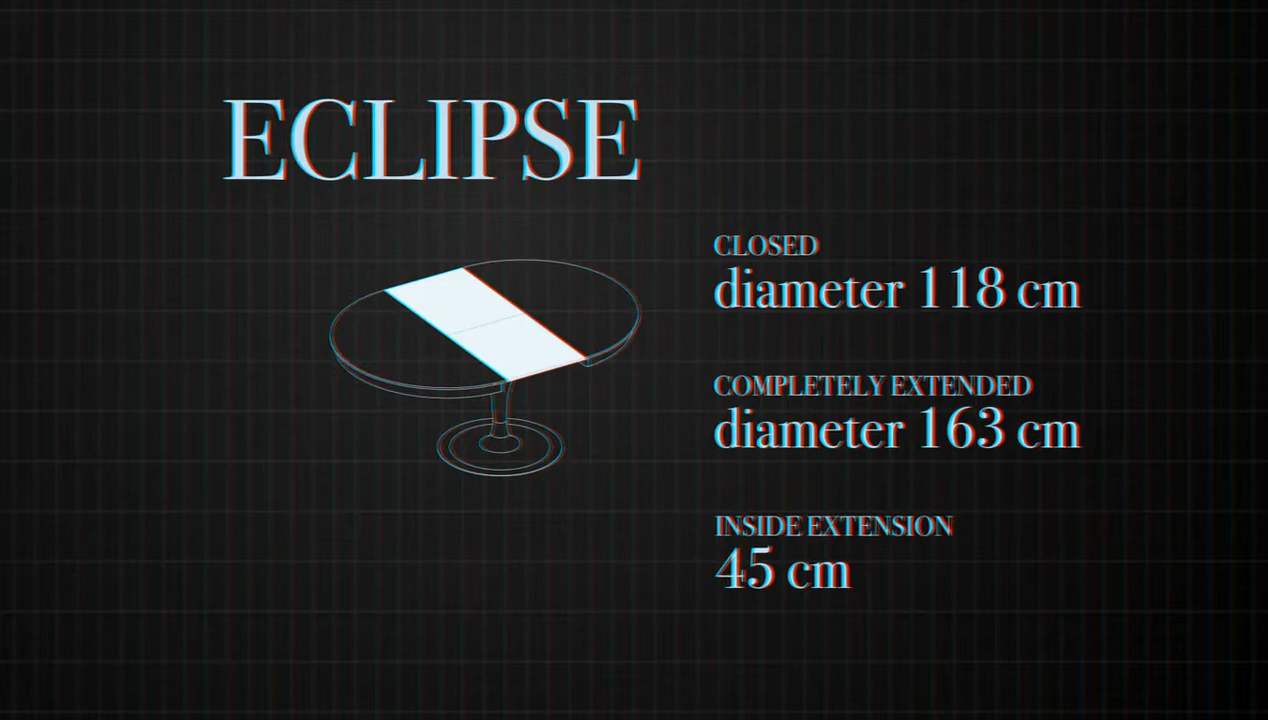 ECLIPSE
CLOSED
diameter 118 cm
COMPLETELY EXTENDED
diameter 163 cm
INSIDE EXTENSION
45 cm